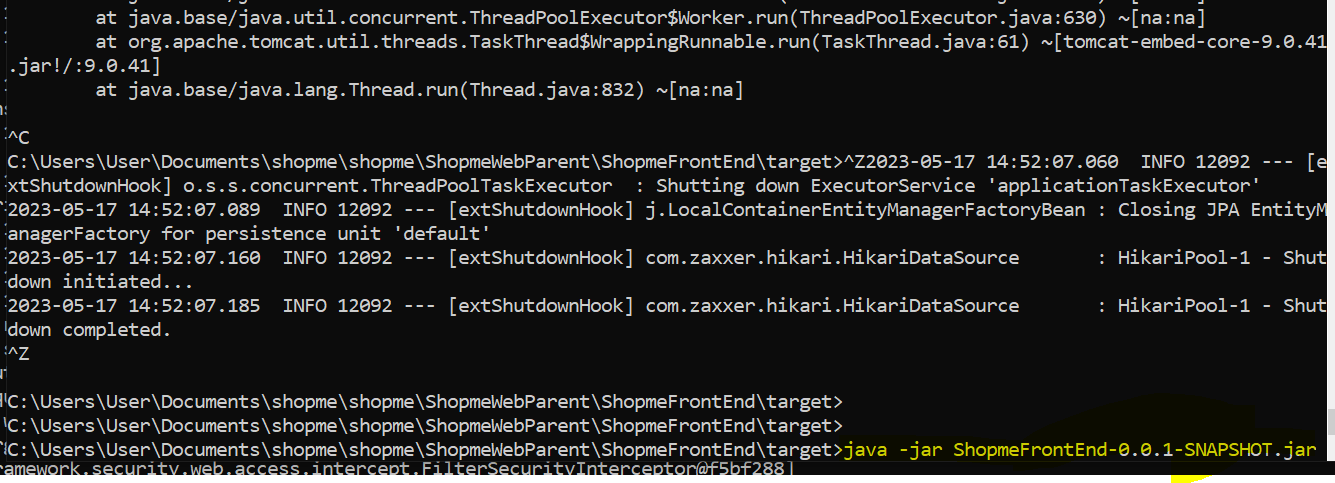 at java.base/java.util.concurrent.ThreadPoolExecutor$Worker.run(ThreadPoolExecutor.java:630) ~[na:na]
at org.apache.tomcat.util.threads.TaskThread$WrappingRunnable.run(TaskThread.java:61) ~[tomcat-embed-core-9.0.41
.jar!/:9.0.41]
at java.base/java.lang.Thread.run(Thread.java:832) ~[na:na]
^C
C:\Users\User\Documents\shopme\shopme\ShopmeWebParent\ShopmeFrontEnd\target>^Z2023-05-17 14:52:07.060  INFO 12092 --- [e
xtShutdownHook] o.s.s.concurrent.ThreadPoolTaskExecutor  : Shutting down ExecutorService 'applicationTaskExecutor'
2023-05-17 14:52:07.089  INFO 12092 --- [extShutdownHook] j.LocalContainerEntityManagerFactoryBean : Closing JPA EntityM
anagerFactory for persistence unit 'default'
2023-05-17 14:52:07.160  INFO 12092 --- [extShutdownHook] com.zaxxer.hikari.HikariDataSource       : HikariPool-1 - Shut
down initiated...
2023-05-17 14:52:07.185  INFO 12092 --- [extShutdownHook] com.zaxxer.hikari.HikariDataSource       : HikariPool-1 - Shut
down completed.
^Z
C:\Users\User\Documents\shopme\shopme\ShopmeWebParent\ShopmeFrontEnd\target>
C:\Users\User\Documents\shopme\shopme\ShopmeWebParent\ShopmeFrontEnd\target>
C:\Users\User\Documents\shopme\shopme\ShopmeWebParent\ShopmeFrontEnd\target>java -jar ShopmeFrontEnd-0.0.1-SNAPSHOT.jar
ramework.security.web.access.intercept.FilterSecurityInterceptor@f5bf288]